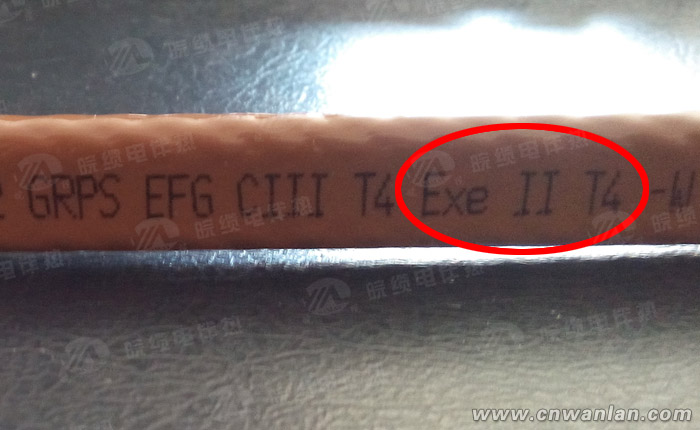 GRPS EFG CIII T4 Exe II T4 -W
www.cnwanlan.com
皖缆电伴热